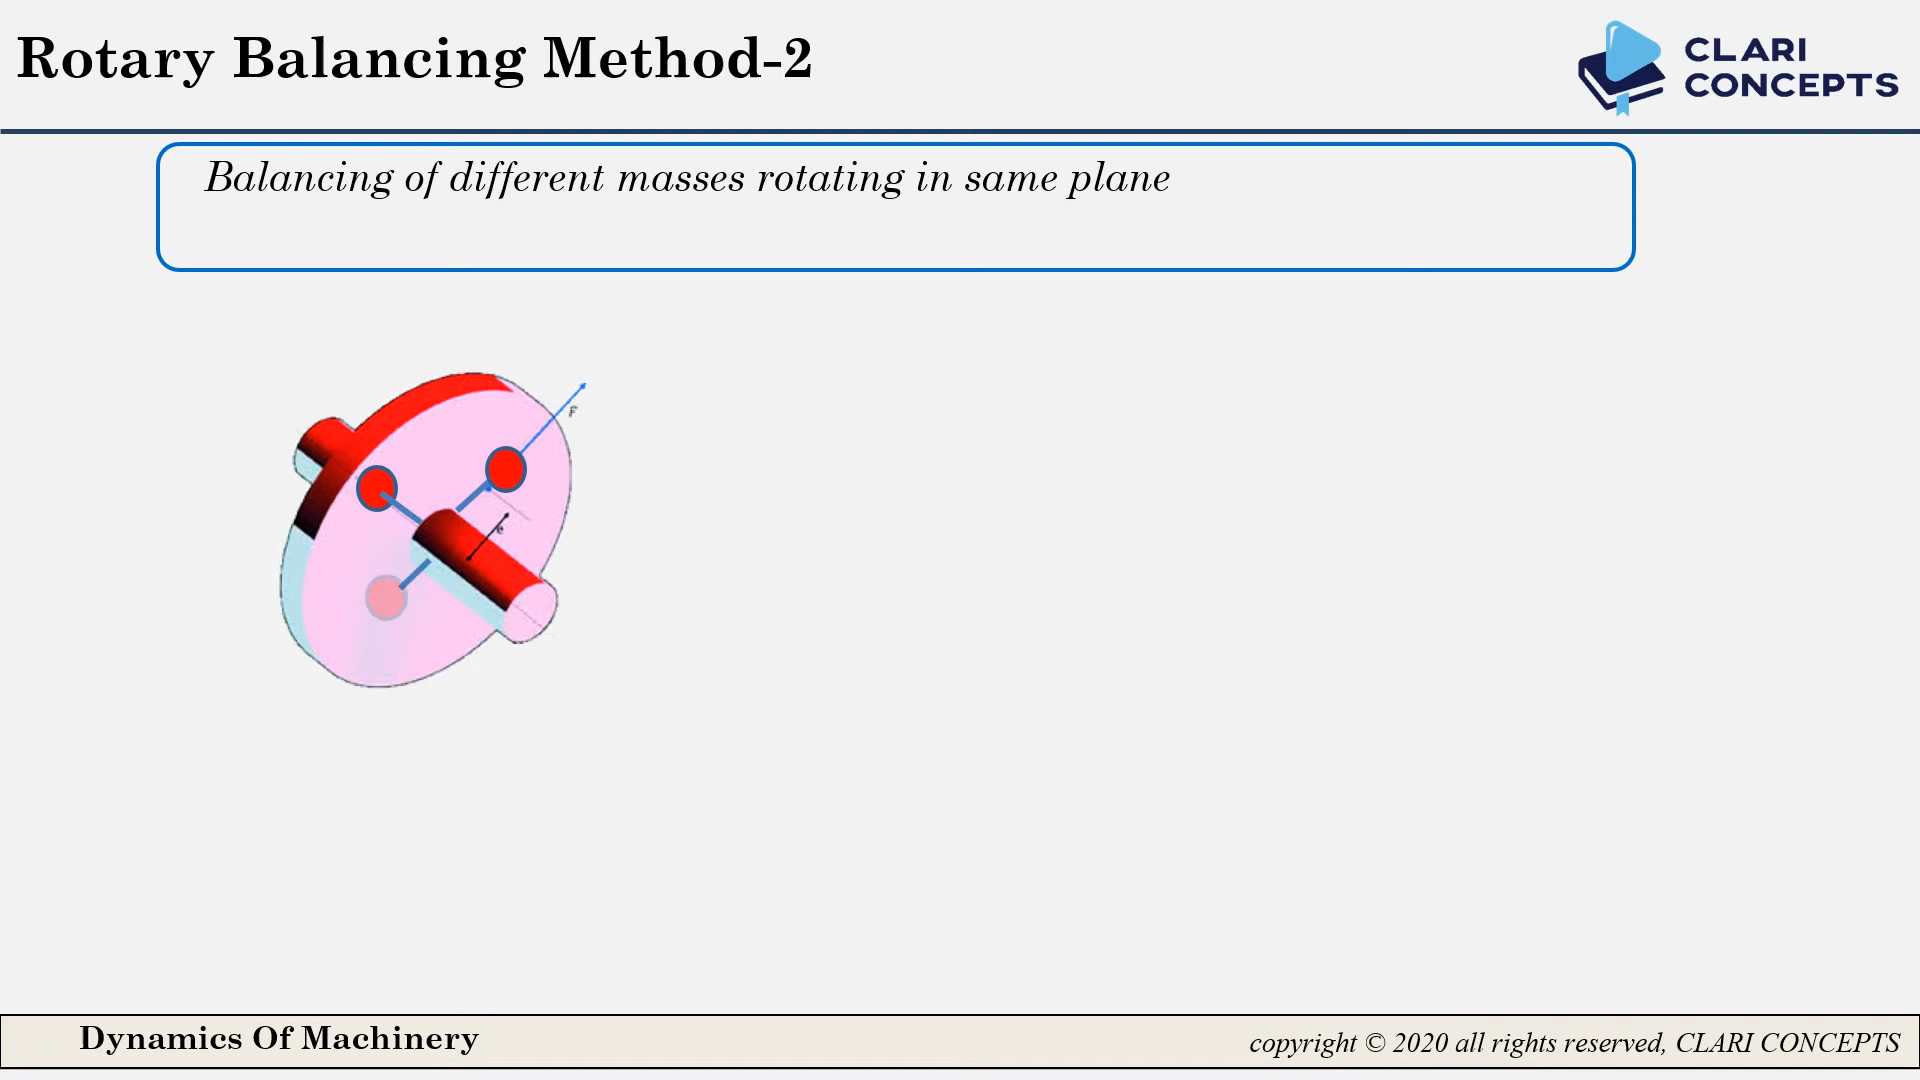 Rotary Balancing Method-2
CLARI
CONCEPTS
Balancing of different masses rotating in same plane
F
e
Dynamics Of Machinery
copyright © 2020 all rights reserved, CLARI CONCEPTS